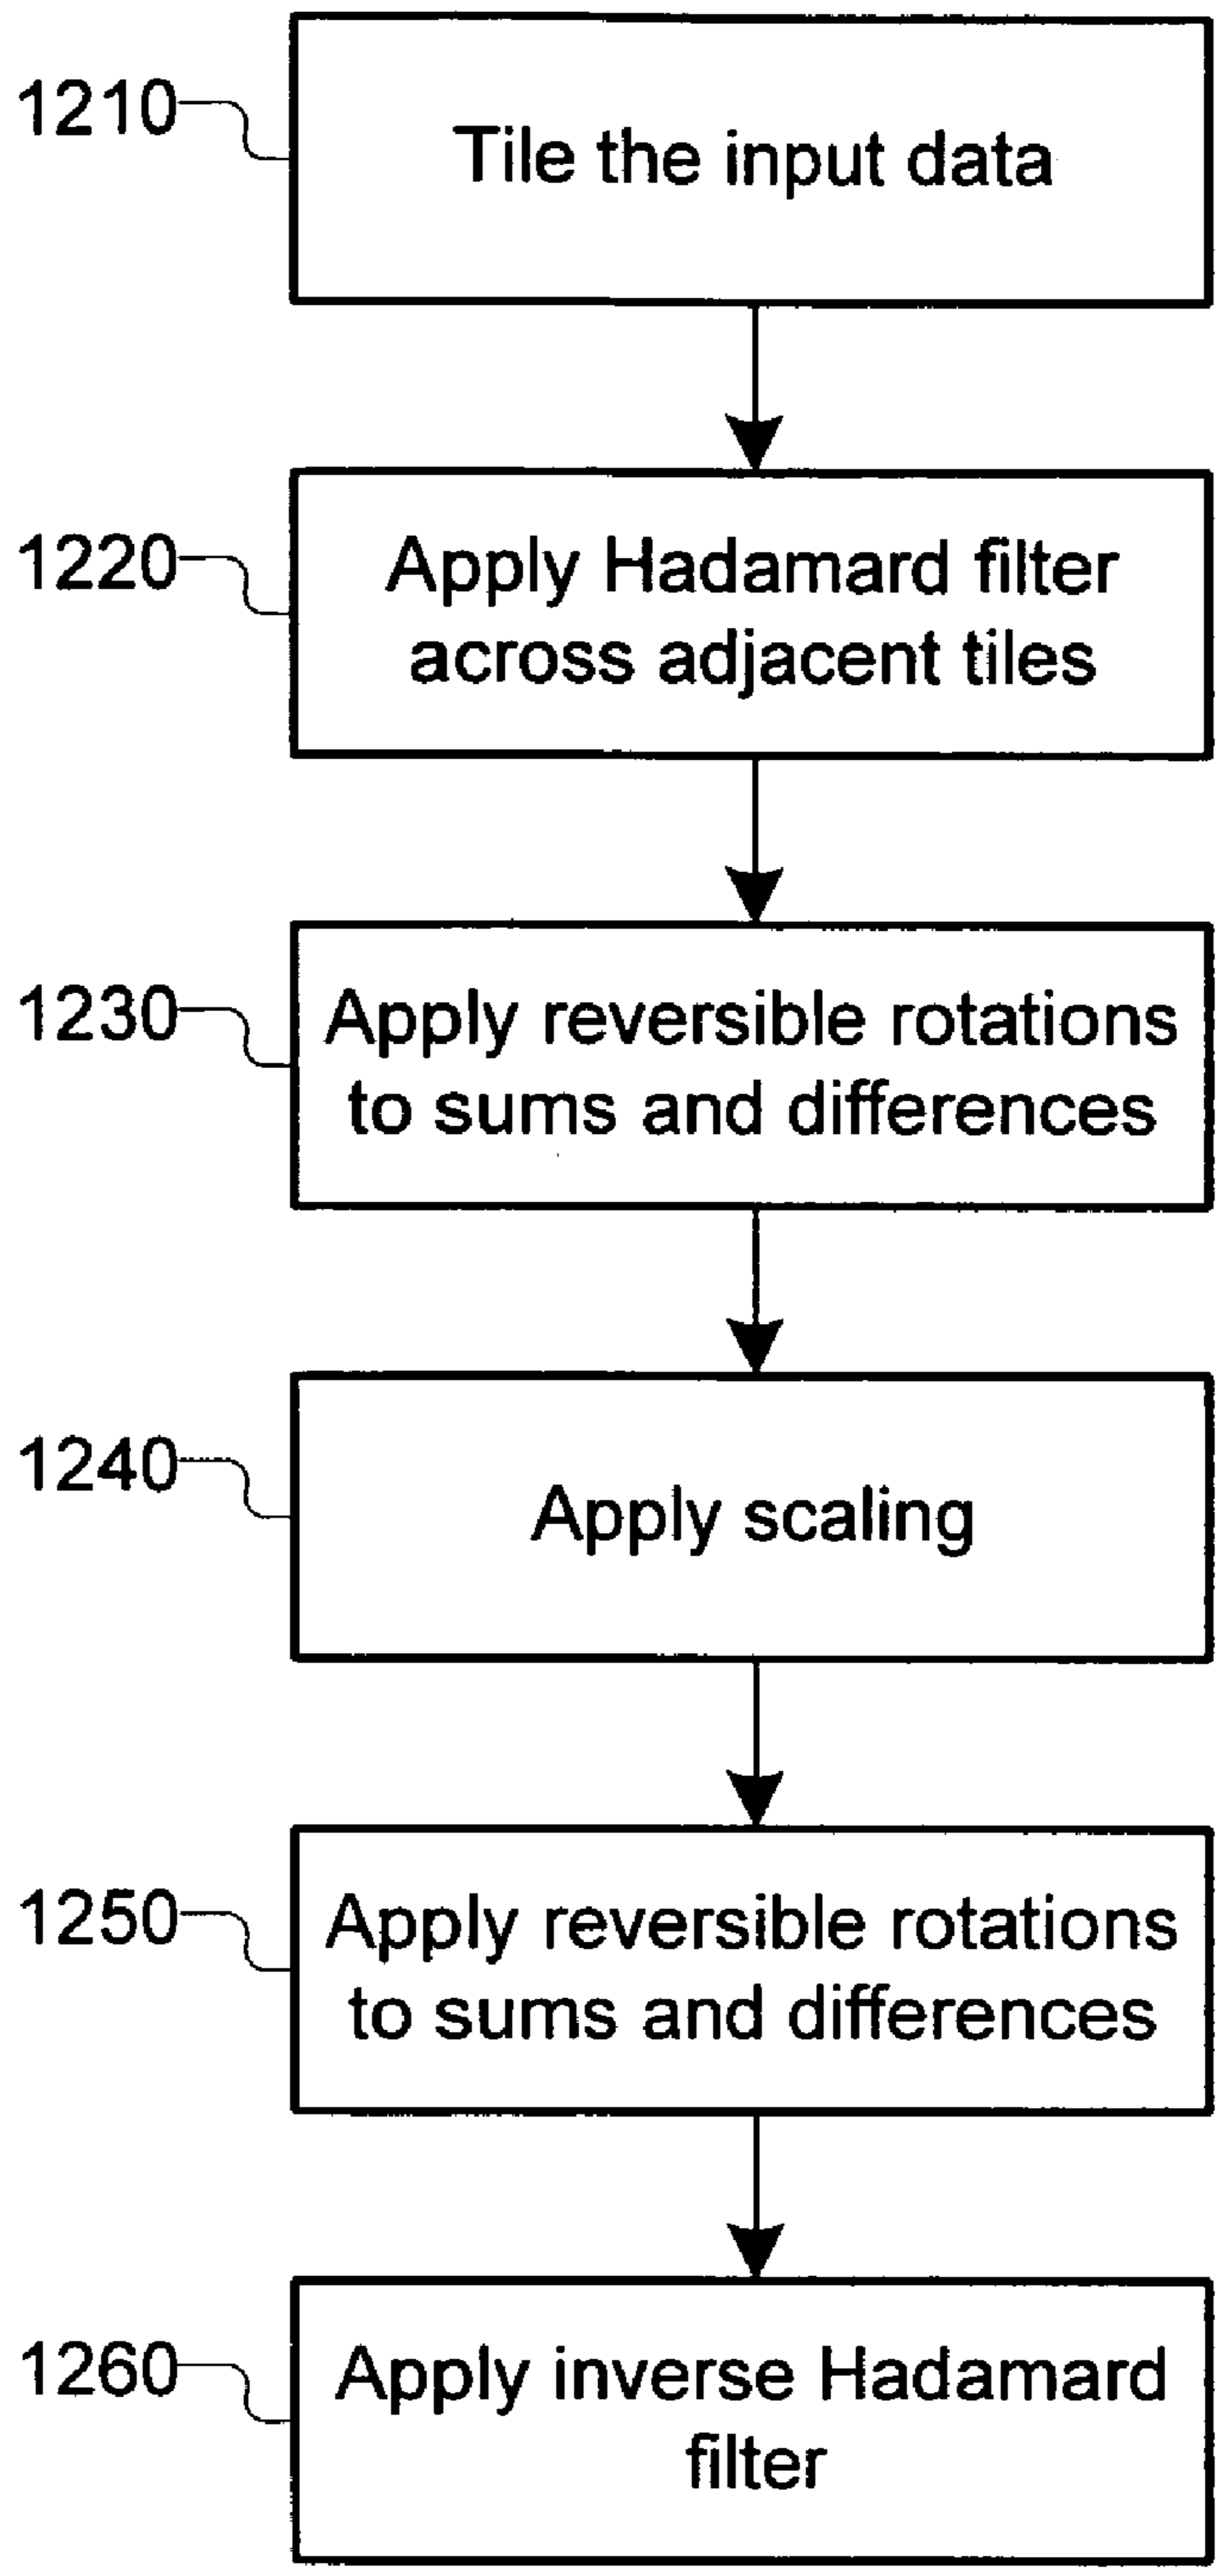 1210
Tile the input data
1220
Apply Hadamard filter
across adjacent tiles
1230
Apply reversible rotations
to sums and differences
1240
Apply scaling
1250
Apply reversible rotations
to sums and differences
1260
Apply inverse Hadamard
filter